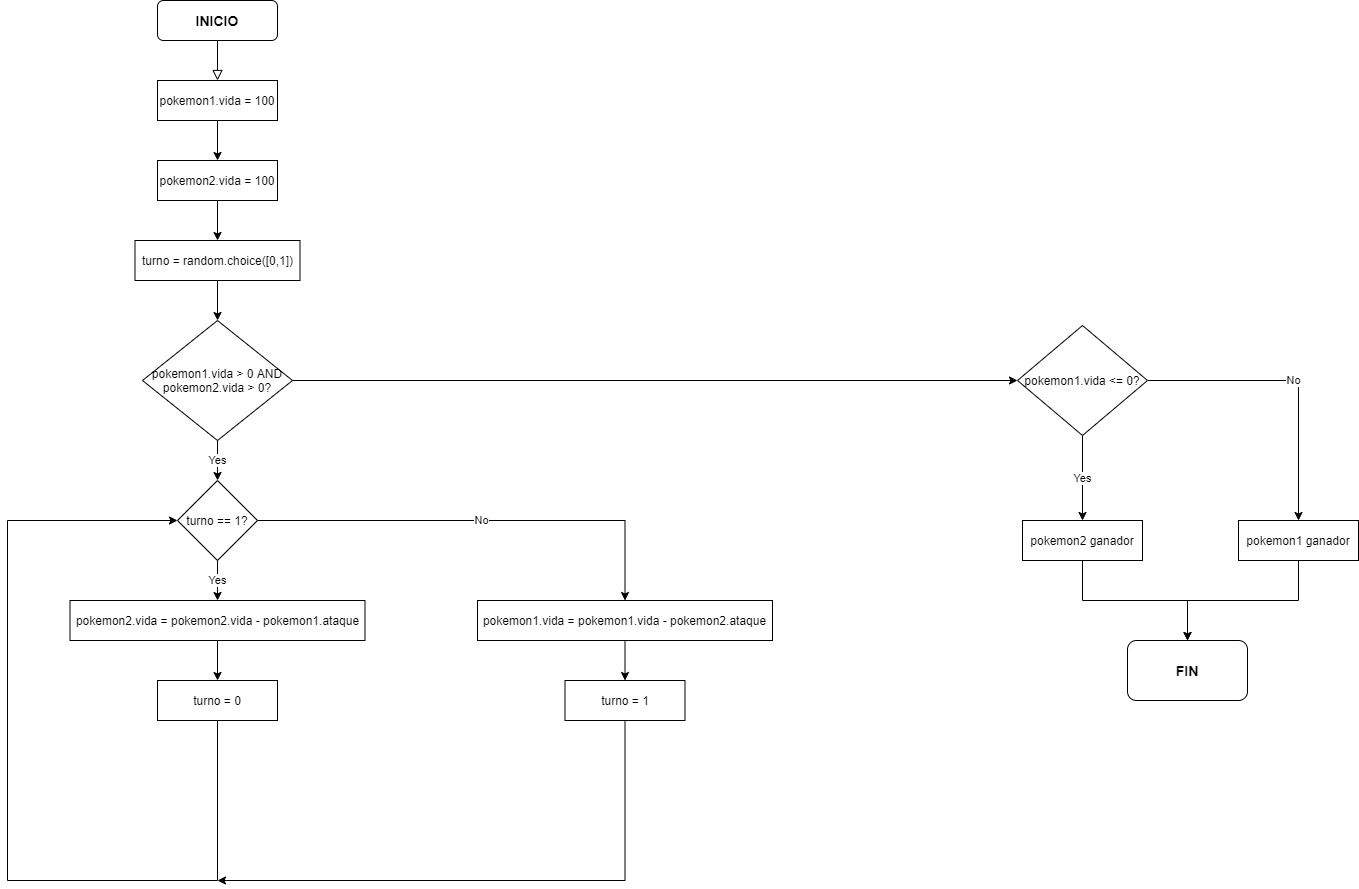 INICIO
pokemon1.vida = 100
pokemon2.vida = 100
turno = random.choice([0,1])
pokemon1.vida > 0 AND
pokemon2.vida > 0?
pokemon1.vida <= 0?
No
Yes
Yes
turno == 1?
No
pokemon2 ganador
pokemon1 ganador
Yes
pokemon2.vida = pokemon2.vida - pokemon1.ataque
pokemon1.vida = pokemon1.vida - pokemon2.ataque
FIN
turno = 0
turno = 1